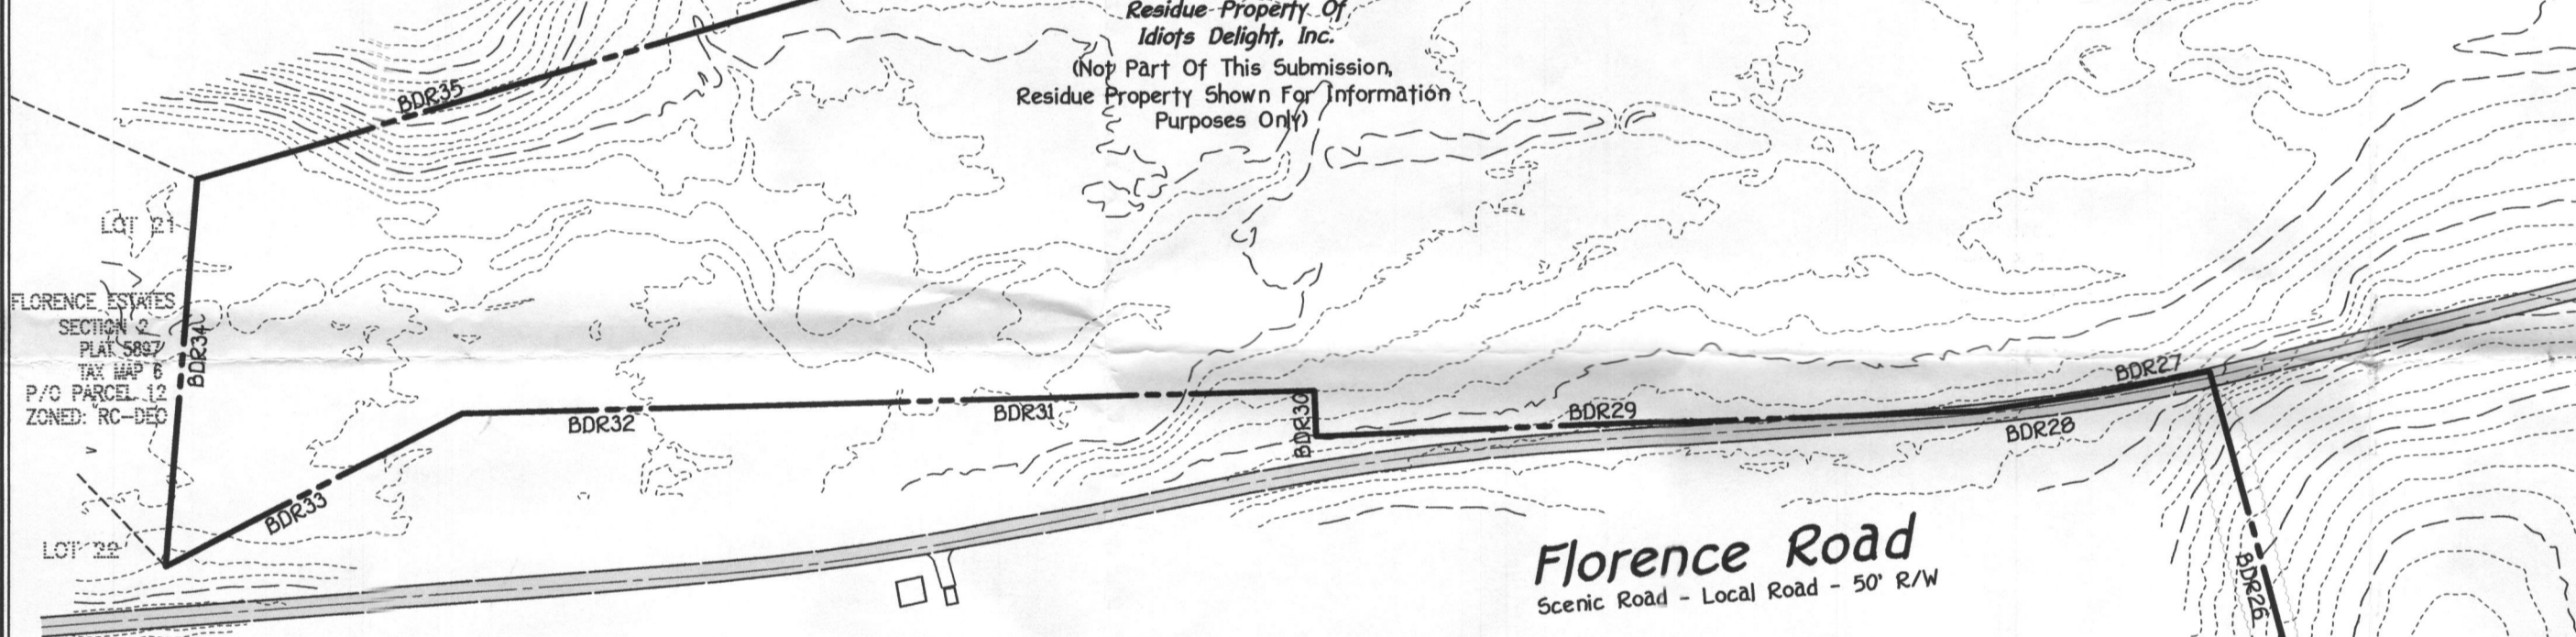 Residue Property Of
Idiots Delight, Inc.
(Not Part Of This Submission,
Residue Property Shown For Information
Purposes Only)
BDR35
LOT 21
FLORENCE ESTATES
SECTION 2
PLAT 5897
TAX MAP 6
P/O PARCEL 12
ZONED: RC-DEO
BDR34
BDR33
LOT 22
BDR32
BDR31
BDR30
BDR29
BDR28
BDR27
BDR26
Florence Road
Scenic Road - Local Road - 50' R/W